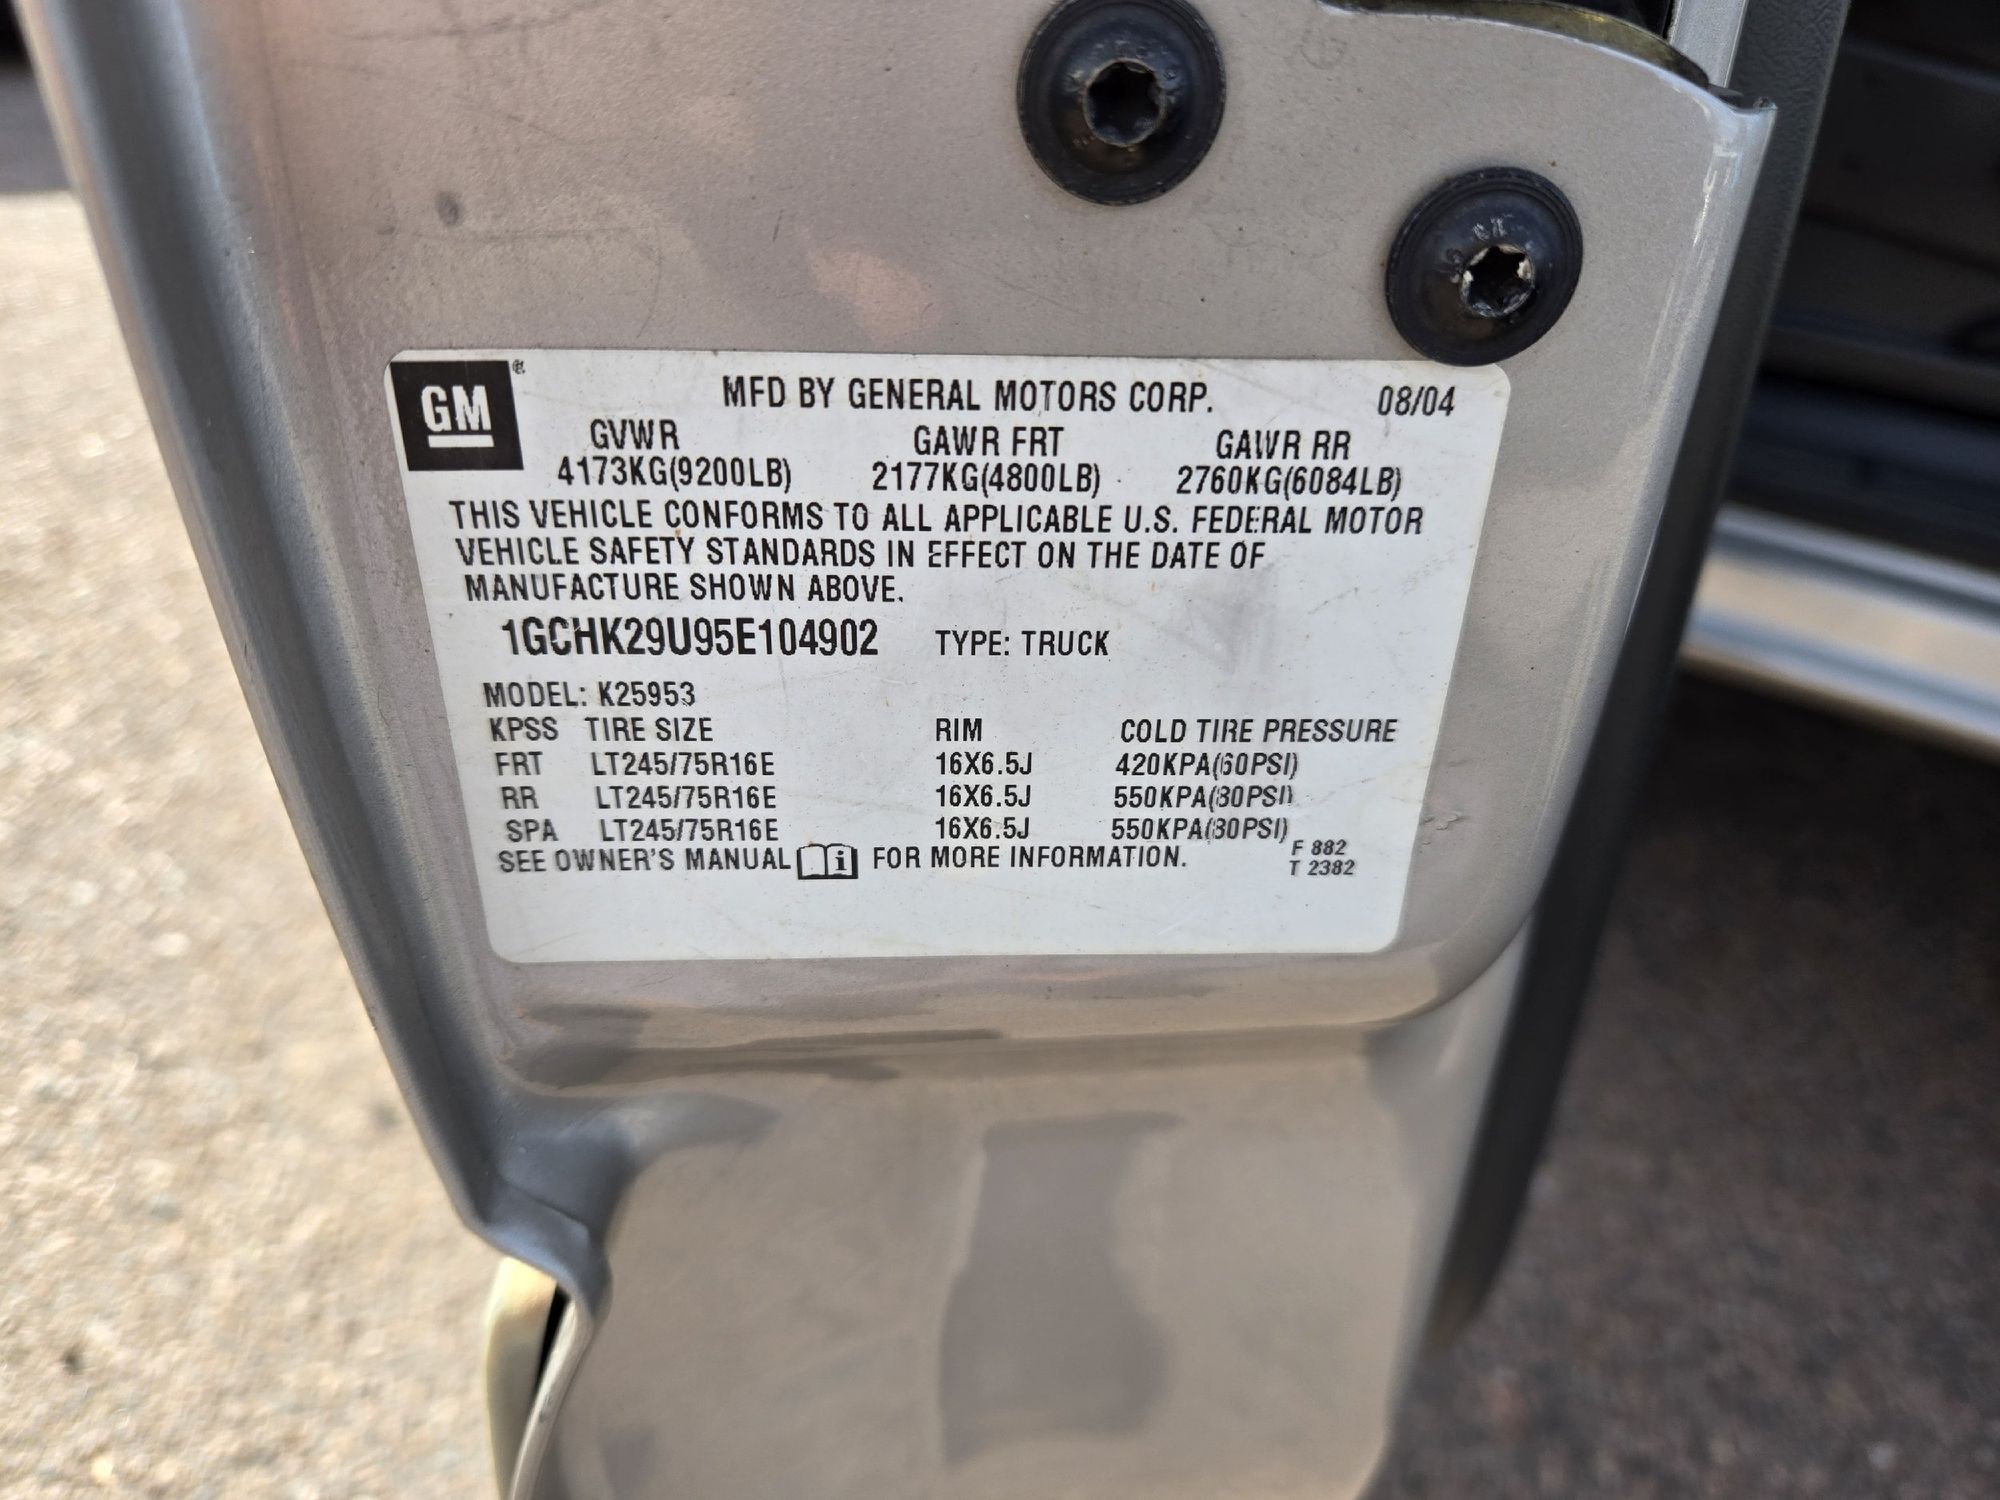 GM ®
MFD BY GENERAL MOTORS CORP. 08/04
GVWR GAWR FRT GAWR RR
4173KG(9200LB) 2177KG(4800LB) 2760KG(6084LB)
THIS VEHICLE CONFORMS TO ALL APPLICABLE U.S. FEDERAL MOTOR
VEHICLE SAFETY STANDARDS IN EFFECT ON THE DATE OF
MANUFACTURE SHOWN ABOVE.
1GCHK29U95E104902 TYPE: TRUCK
MODEL: K25953
KPSS TIRE SIZE RIM COLD TIRE PRESSURE
FRT LT245/75R16E 16X6.5J 420KPA(60PSI)
RR LT245/75R16E 16X6.5J 550KPA(80PSI)
SPA LT245/75R16E 16X6.5J 550KPA(80PSI)
SEE OWNER'S MANUAL i FOR MORE INFORMATION.
F 882
T 2382